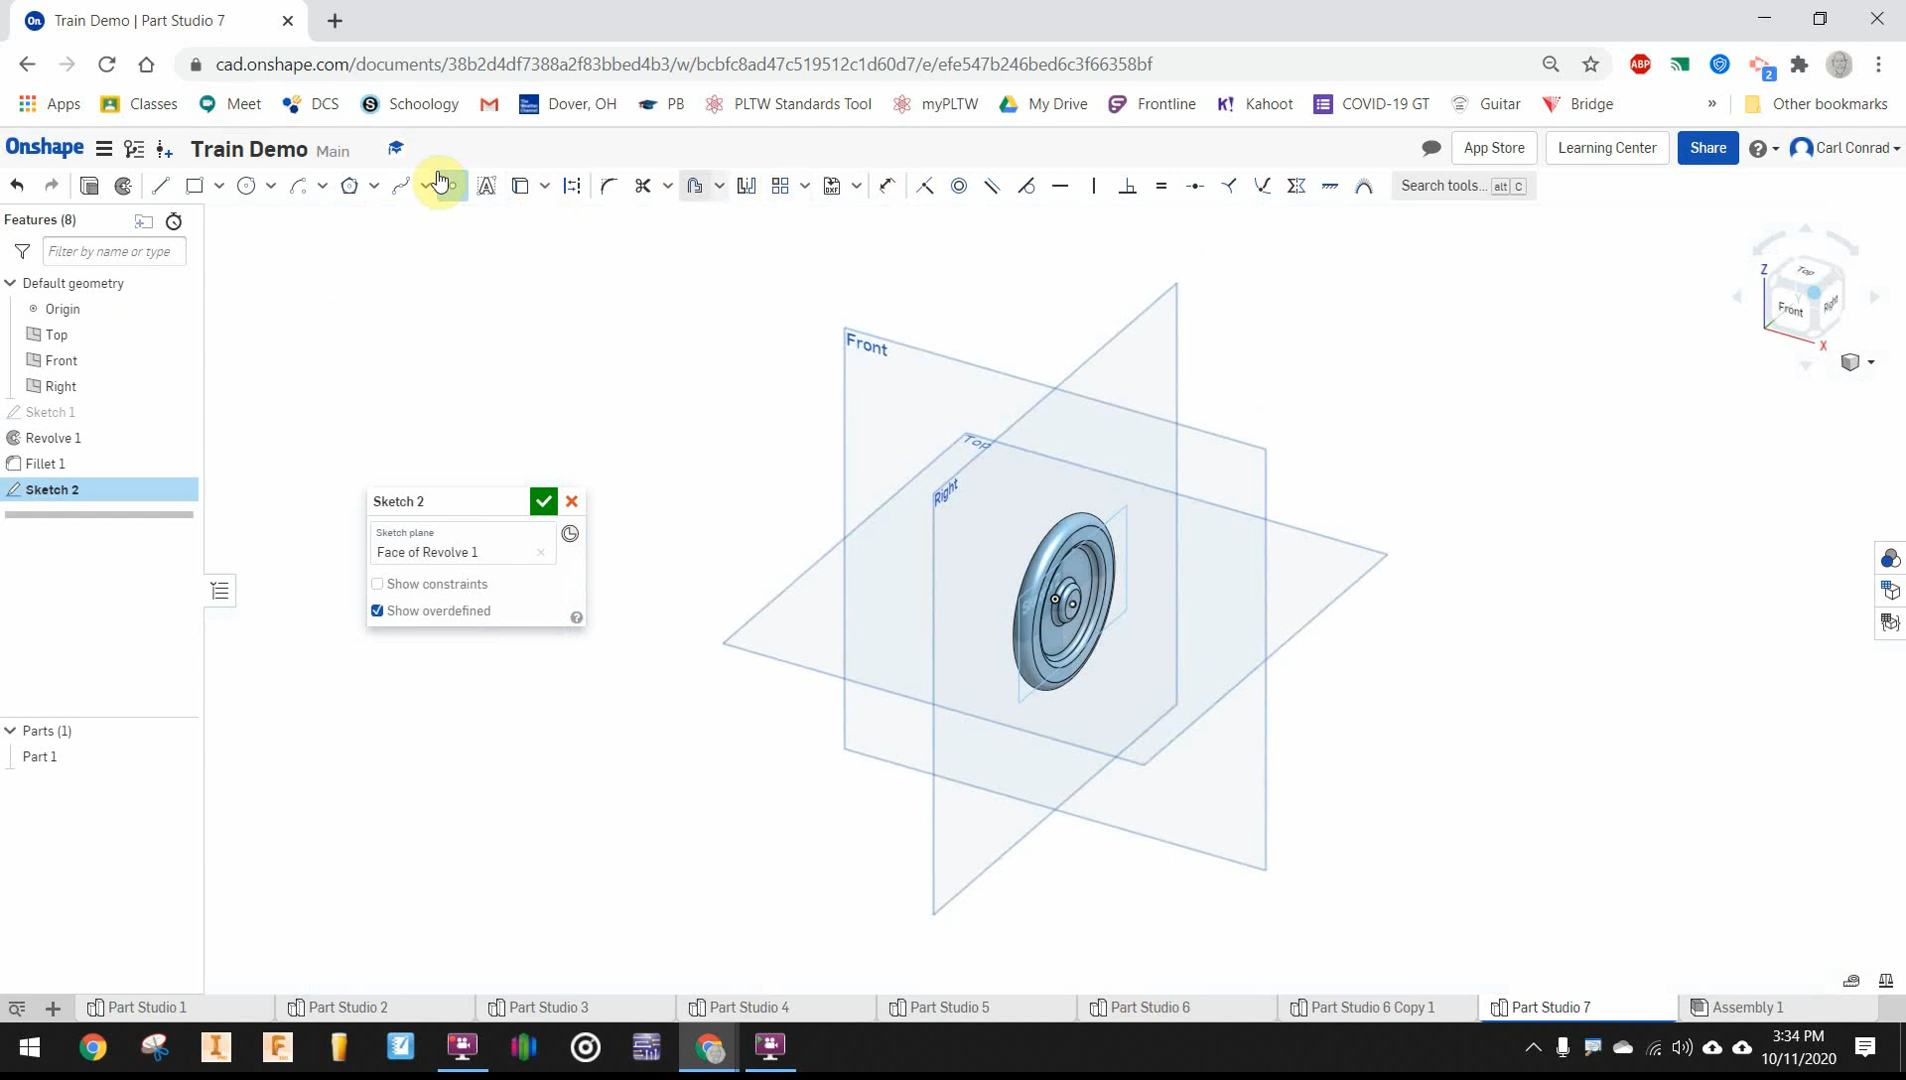 On
Train Demo | Part Studio 7
cad.onshape.com/documents/38b2d4df7388a2f83bbed4b3/w/bcbfc8ad47c519512c1d60d7/e/efe547b246bed6c3f66358bf
ABP
2
Apps
Classes
Meet
DCS
Schoology
Dover, OH
PB
PLTW Standards Tool
myPLTW
My Drive
Frontline
Kahoot
COVID-19 GT
Guitar
Bridge
»
Other bookmarks
Onshape
Train Demo Main
App Store
Learning Center
Share
Carl Conrad
Search tools... alt C
Features (8)
Filter by name or type
Default geometry
Origin
Top
Front
Right
Sketch 1
Revolve 1
Fillet 1
Sketch 2
Parts (1)
Part 1
Sketch 2
Sketch plane
Face of Revolve 1
Show constraints
Show overdefined
Front
Top
Right
Z
Top
Front
Right
Y
X
Part Studio 1
Part Studio 2
Part Studio 3
Part Studio 4
Part Studio 5
Part Studio 6
Part Studio 6 Copy 1
Part Studio 7
Assembly 1
3:34 PM
10/11/2020